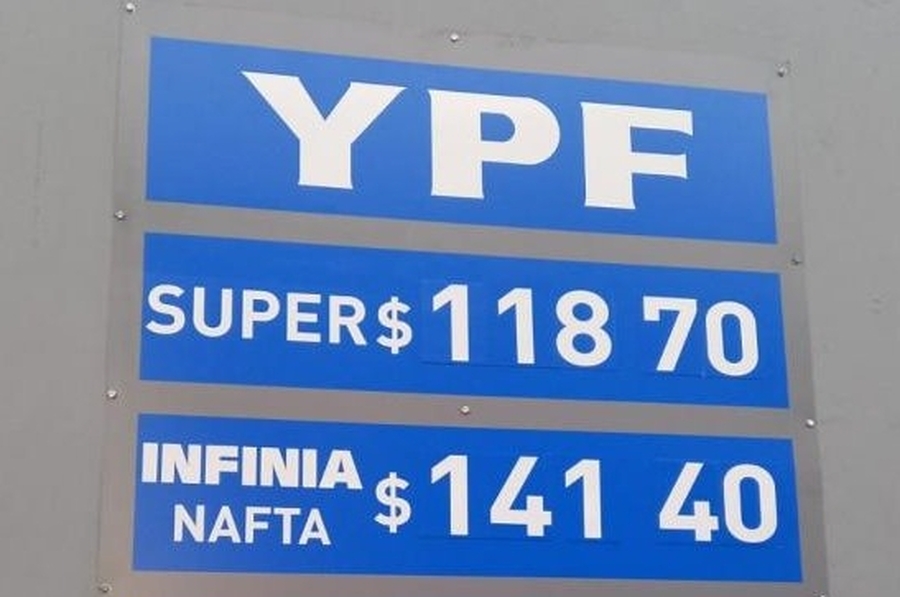 YPF
SUPER $ 118 70
INFINIA
NAFTA $ 141 40